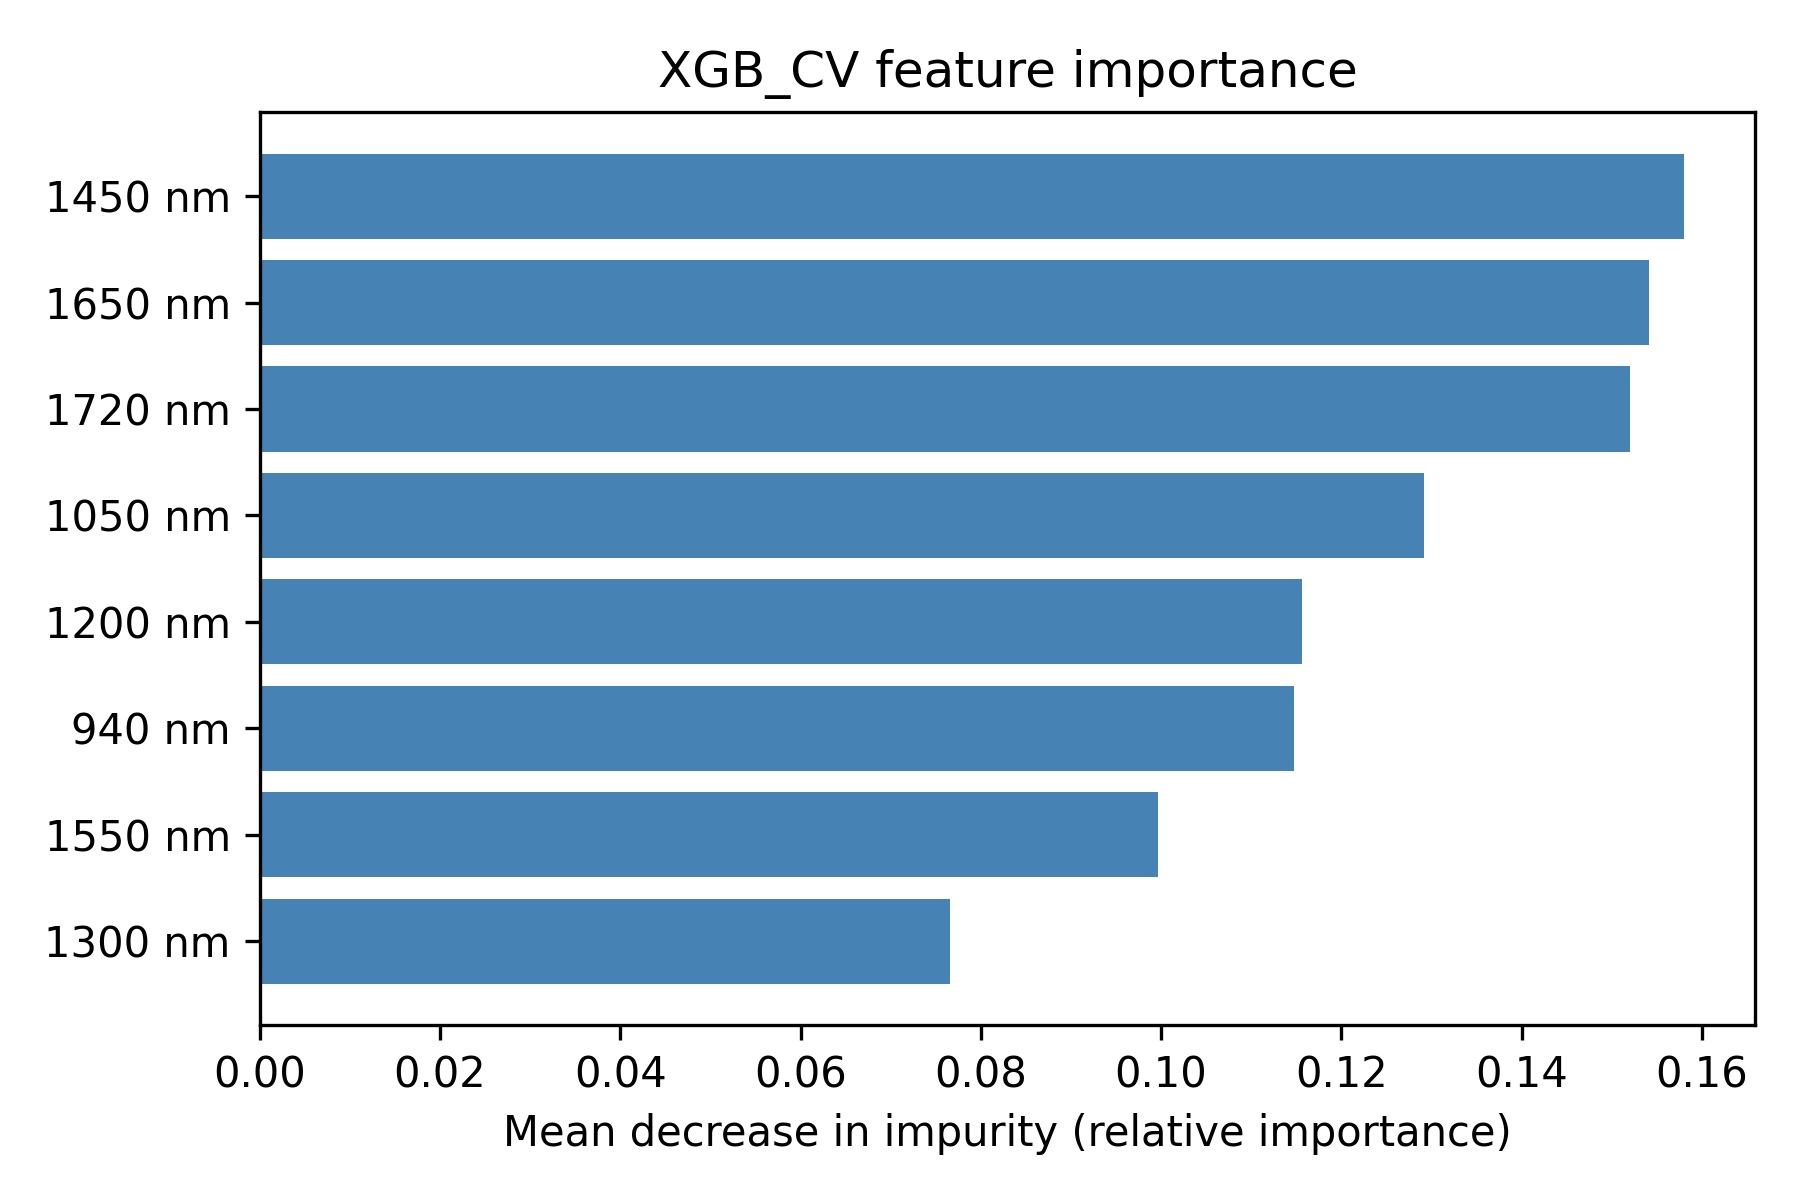 XGB_CV feature importance
1450 nm
1650 nm
1720 nm
1050 nm
1200 nm
940 nm
1550 nm
1300 nm
0.00 0.02 0.04 0.06 0.08 0.10 0.12 0.14 0.16
Mean decrease in impurity (relative importance)